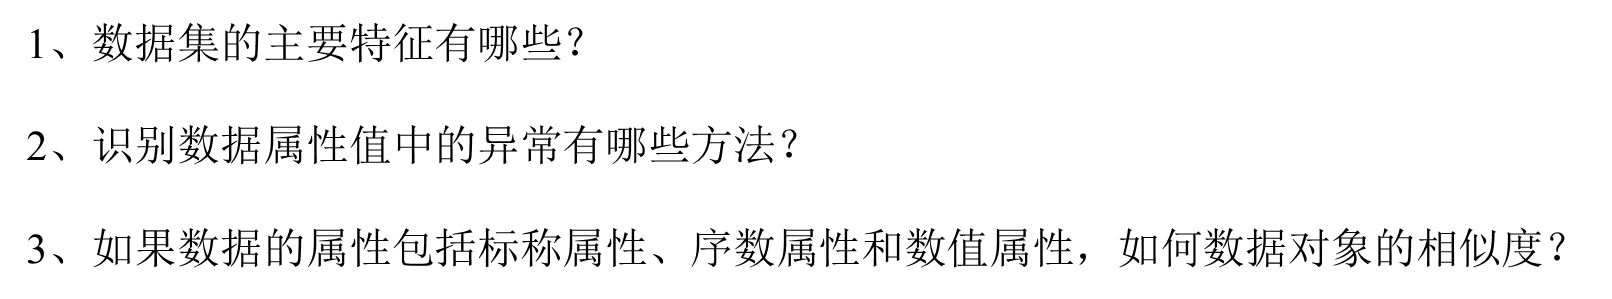 1、数据集的主要特征有哪些？
2、识别数据属性值中的异常有哪些方法？
3、如果数据的属性包括标称属性、序数属性和数值属性，如何数据对象的相似度？